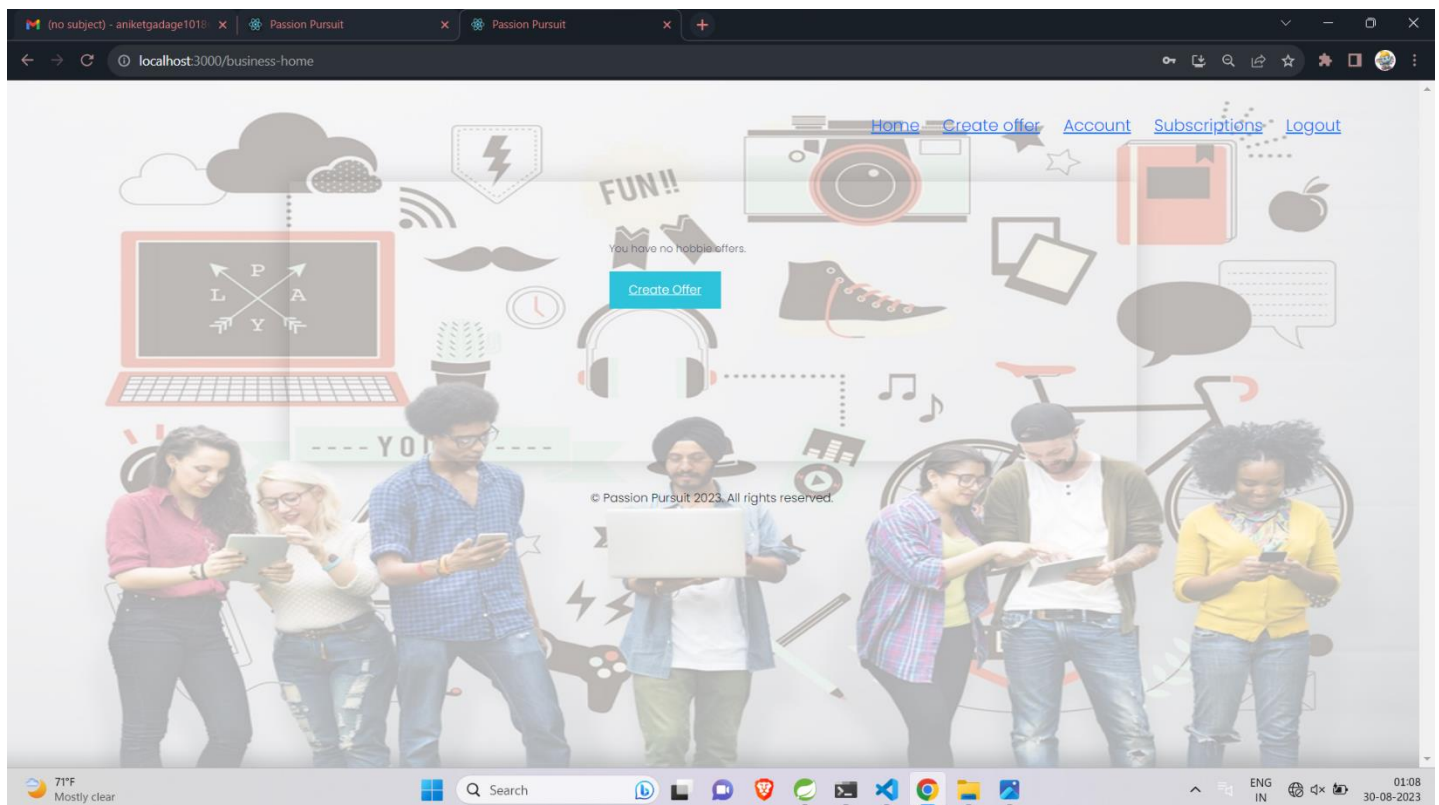 (no subject) - aniketgadage1018
Passion Pursuit
Passion Pursuit
localhost:3000/business-home
Home Create offer Account Subscriptions Logout
FUN!!
You have no hobbie offers.
Create Offer
P
L A
Y
---- YO ----
© Passion Pursuit 2023. All rights reserved.
71°F
Mostly clear
Search
ENG
IN
01:08
30-08-2023